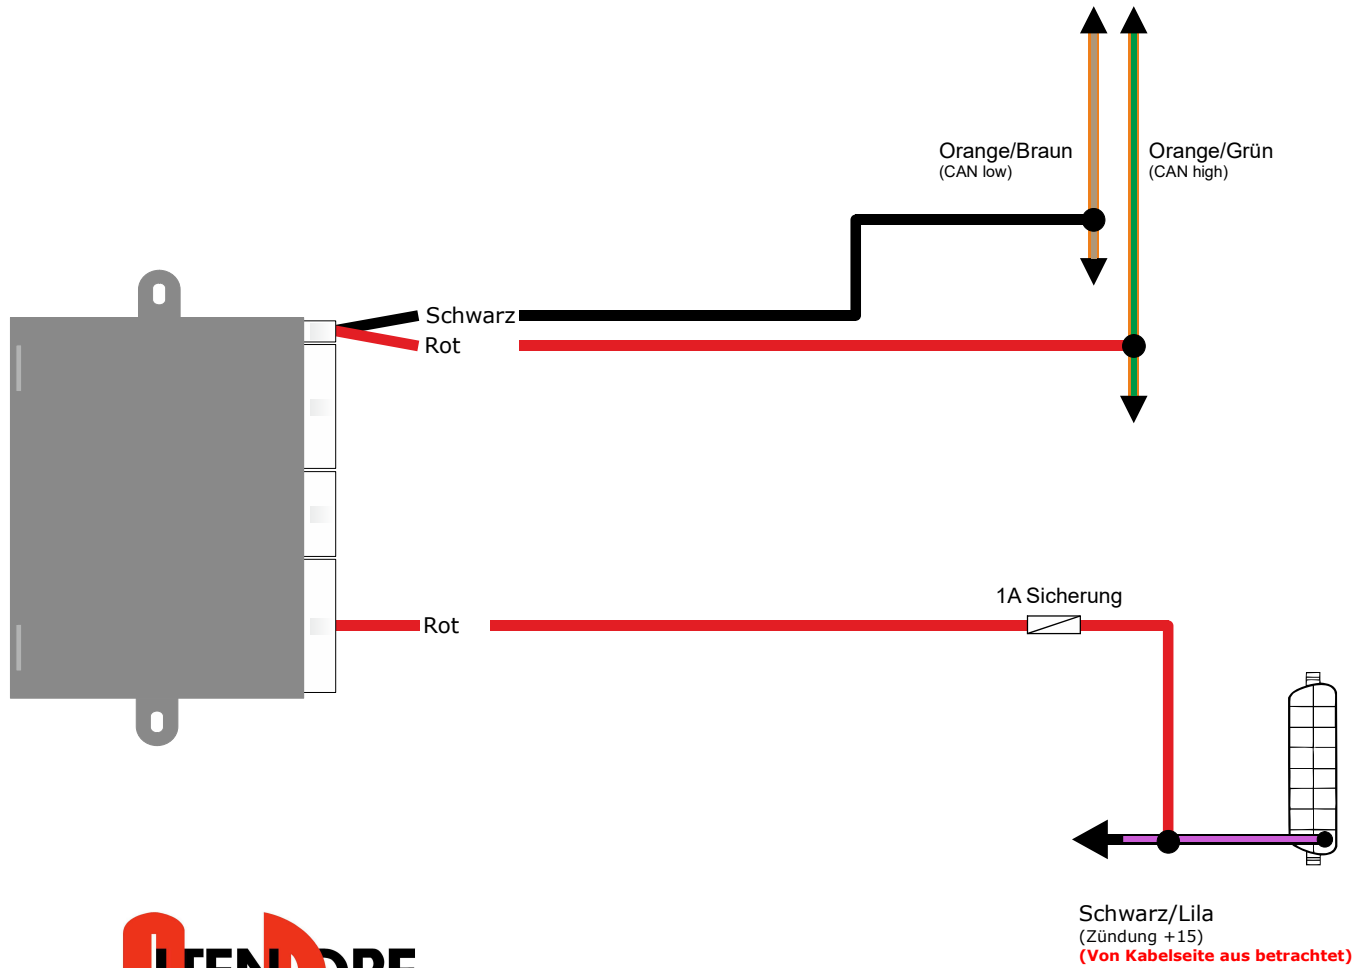 Orange/Braun
(CAN low)
Orange/Grün
(CAN high)
Schwarz
Rot
1A Sicherung
Rot
Schwarz/Lila
(Zündung +15)
(Von Kabelseite aus betrachtet)